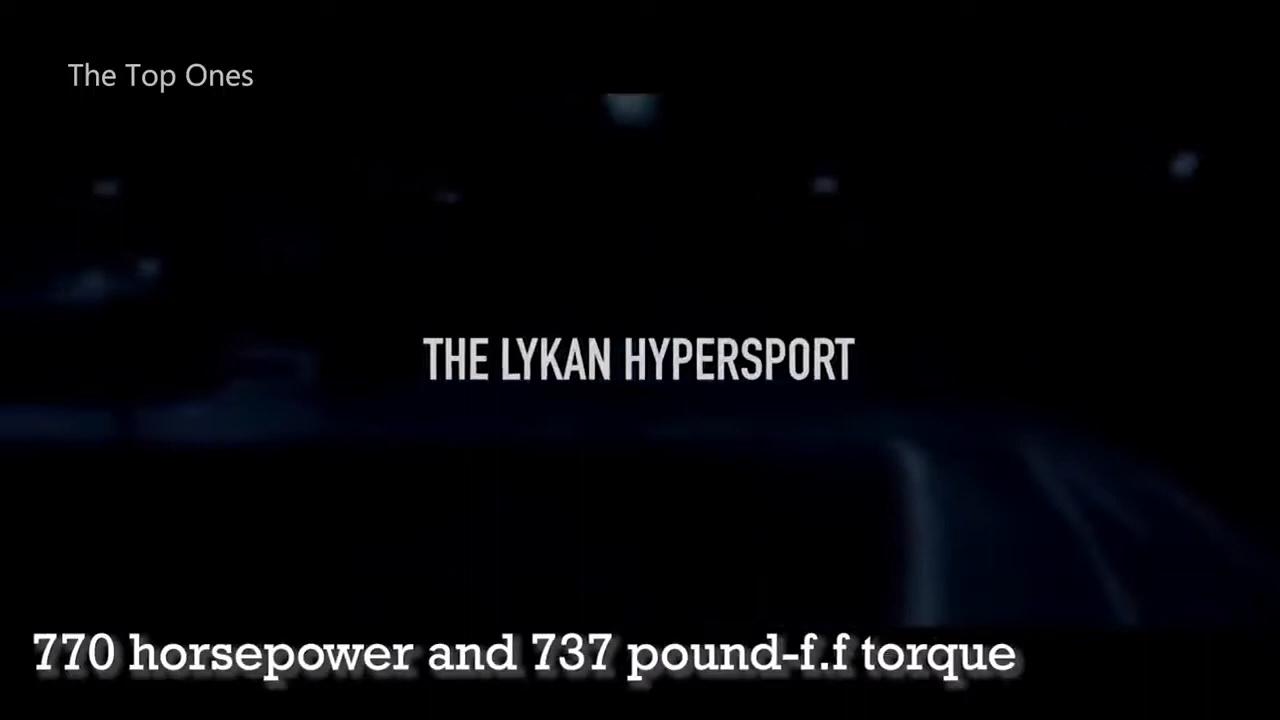 The Top Ones
THE LYKAN HYPERSPORT
770 horsepower and 737 pound-f.f torque